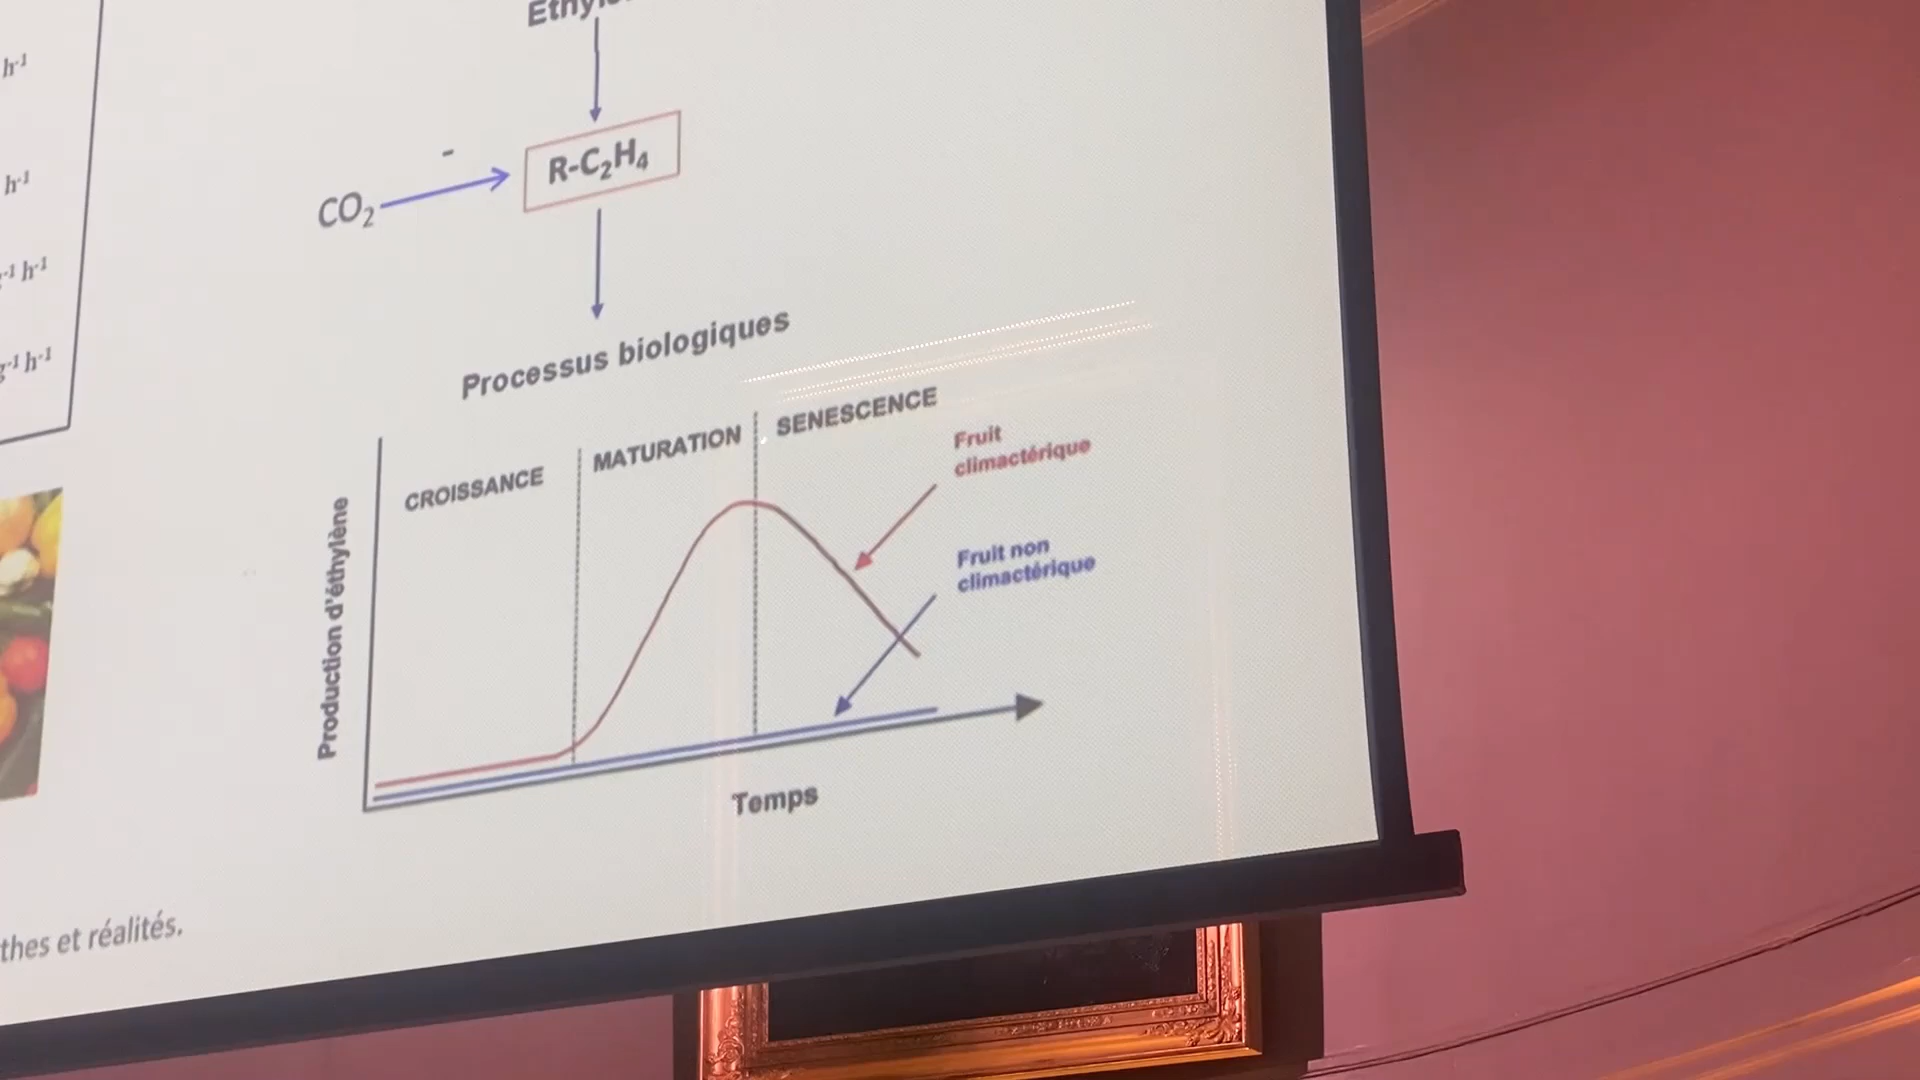 h-1
h-1
-1 h-1
g-1 h-1
-
R-C2H4
CO2
Processus biologiques
CROISSANCE
MATURATION
SENESCENCE
Fruit
climactérique
Fruit non
climactérique
Production d'éthylène
Temps
thes et réalités.